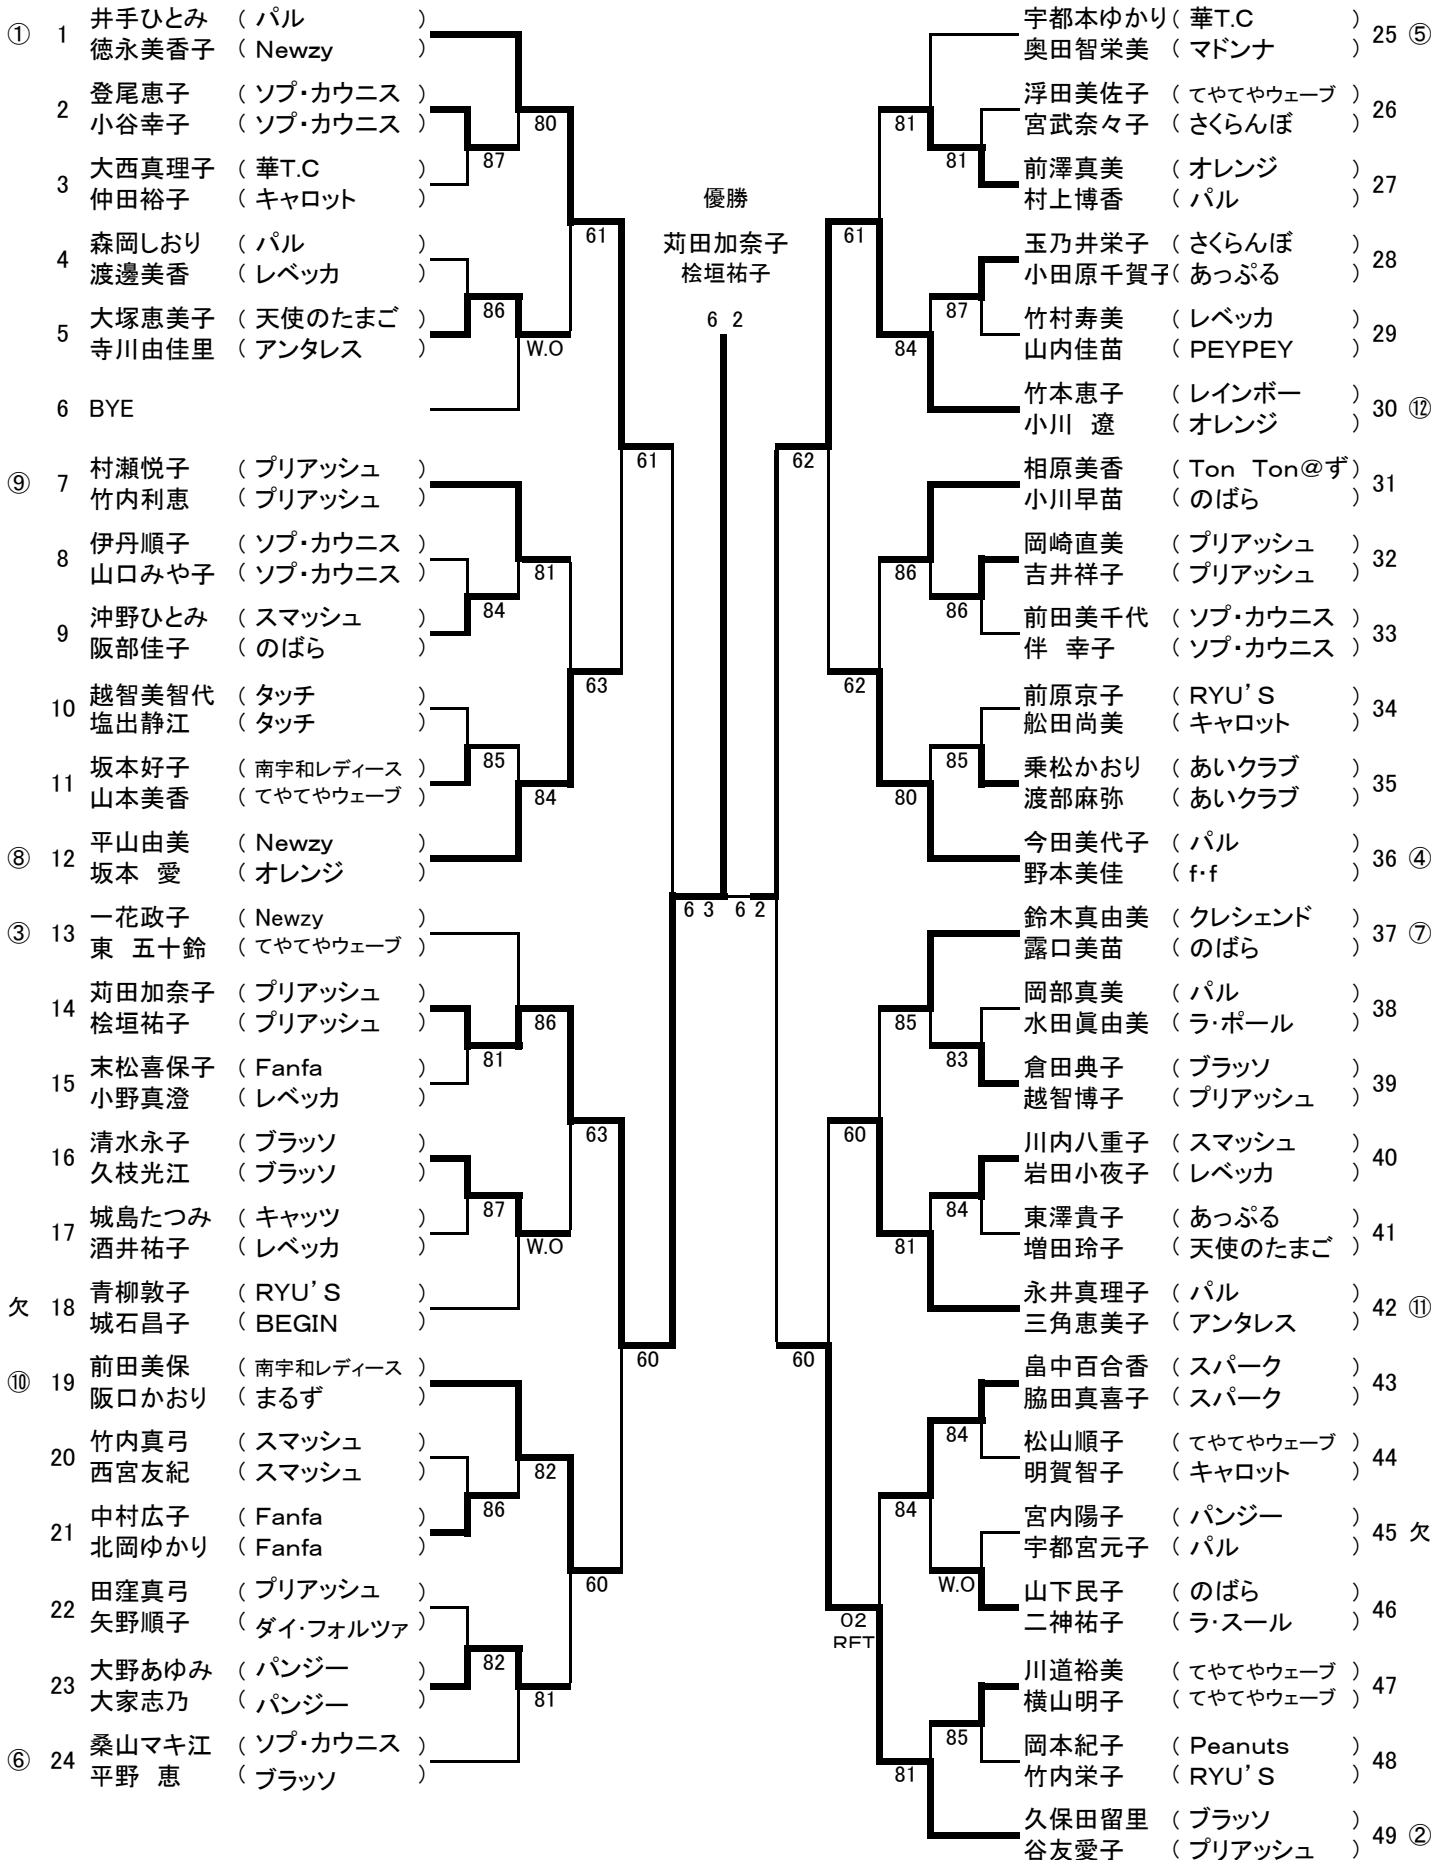 ① 1 井手ひとみ ( パル )
徳永美香子 ( Newzy )
2 登尾恵子 ( ソプ・カウニス )
小谷幸子 ( ソプ・カウニス )
80
87
3 大西真理子 ( 華T.C )
仲田裕子 ( キャロット )
61
4 森岡しおり ( パル )
渡邊美香 ( レベッカ )
86
5 大塚恵美子 ( 天使のたまご )
寺川由佳里 ( アンタレス )
W.O
6 BYE
61
⑨ 7 村瀬悦子 ( プリアッシュ )
竹内利恵 ( プリアッシュ )
8 伊丹順子 ( ソプ・カウニス )
山口みや子 ( ソプ・カウニス )
81
84
9 沖野ひとみ ( スマッシュ )
阪部佳子 ( のばら )
63
10 越智美智代 ( タッチ )
塩出静江 ( タッチ )
85
11 坂本好子 ( 南宇和レディース )
山本美香 ( てやてやウェーブ )
84
⑧ 12 平山由美 ( Newzy )
坂本 愛 ( オレンジ )
③ 13 一花政子 ( Newzy )
東 五十鈴 ( てやてやウェーブ )
14 苅田加奈子 ( プリアッシュ )
桧垣祐子 ( プリアッシュ )
86
81
15 末松喜保子 ( Fanfa )
小野真澄 ( レベッカ )
63
16 清水永子 ( ブラッソ )
久枝光江 ( ブラッソ )
87
17 城島たつみ ( キャッツ )
酒井祐子 ( レベッカ )
W.O
欠 18 青柳敦子 ( RYU'S )
城石昌子 ( BEGIN )
60
⑩ 19 前田美保 ( 南宇和レディース )
阪口かおり ( まるず )
20 竹内真弓 ( スマッシュ )
西宮友紀 ( スマッシュ )
82
86
21 中村広子 ( Fanfa )
北岡ゆかり ( Fanfa )
60
22 田窪真弓 ( プリアッシュ )
矢野順子 ( ダイ・フォルツァ
82
23 大野あゆみ ( パンジー )
大家志乃 ( パンジー )
81
⑥ 24 桑山マキ江 ( ソプ・カウニス )
平野 恵 ( ブラッソ )
優勝
苅田加奈子
桧垣祐子
6 2
6 3 6 2
宇都本ゆかり ( 華T.C ) 25 ⑤
奥田智栄美 ( マドンナ )
浮田美佐子 ( てやてやウェーブ ) 26
宮武奈々子 ( さくらんぼ )
81
81
前澤真美 ( オレンジ ) 27
村上博香 ( パル )
61
玉乃井栄子 ( さくらんぼ ) 28
小田原千賀子 ( あっぷる )
87
竹村寿美 ( レベッカ ) 29
山内佳苗 ( PEYPEY )
84
竹本恵子 ( レインボー ) 30 ⑫
小川 遼 ( オレンジ )
62
相原美香 ( Ton Ton@ず ) 31
小川早苗 ( のばら )
岡崎直美 ( プリアッシュ ) 32
吉井祥子 ( プリアッシュ )
86
86
前田美千代 ( ソプ・カウニス ) 33
伴 幸子 ( ソプ・カウニス )
62
前原京子 ( RYU'S ) 34
舩田尚美 ( キャロット )
85
乗松かおり ( あいクラブ ) 35
渡部麻弥 ( あいクラブ )
80
今田美代子 ( パル ) 36 ④
野本美佳 ( f・f )
鈴木真由美 ( クレシェンド ) 37 ⑦
露口美苗 ( のばら )
岡部真美 ( パル ) 38
水田眞由美 ( ラ・ポール )
85
83
倉田典子 ( ブラッソ ) 39
越智博子 ( プリアッシュ )
60
川内八重子 ( スマッシュ ) 40
岩田小夜子 ( レベッカ )
84
東澤貴子 ( あっぷる ) 41
増田玲子 ( 天使のたまご )
81
永井真理子 ( パル ) 42 ⑪
三角恵美子 ( アンタレス )
60
畠中百合香 ( スパーク ) 43
脇田真喜子 ( スパーク )
84
松山順子 ( てやてやウェーブ ) 44
明賀智子 ( キャロット )
84
宮内陽子 ( パンジー ) 45 欠
宇都宮元子 ( パル )
W.O
山下民子 ( のばら ) 46
二神祐子 ( ラ・スール )
02
RET
川道裕美 ( てやてやウェーブ ) 47
横山明子 ( てやてやウェーブ )
85
岡本紀子 ( Peanuts ) 48
竹内栄子 ( RYU'S )
81
久保田留里 ( ブラッソ ) 49 ②
谷友愛子 ( プリアッシュ )